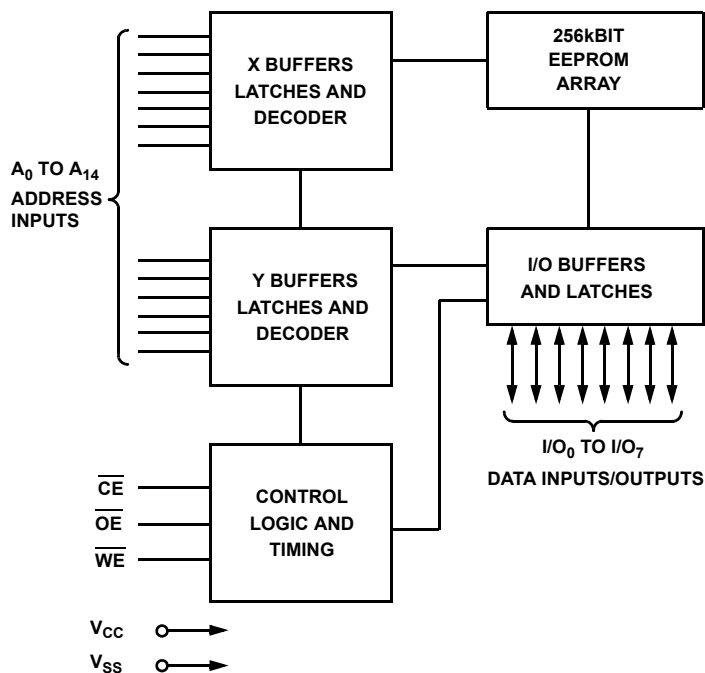 X BUFFERS
LATCHES AND
DECODER
256kBIT
EEPROM
ARRAY
A0 TO A14
ADDRESS
INPUTS
Y BUFFERS
LATCHES AND
DECODER
I/O BUFFERS
AND LATCHES
I/O0 TO I/O7
DATA INPUTS/OUTPUTS
CE
OE
WE
CONTROL
LOGIC AND
TIMING
VCC
VSS